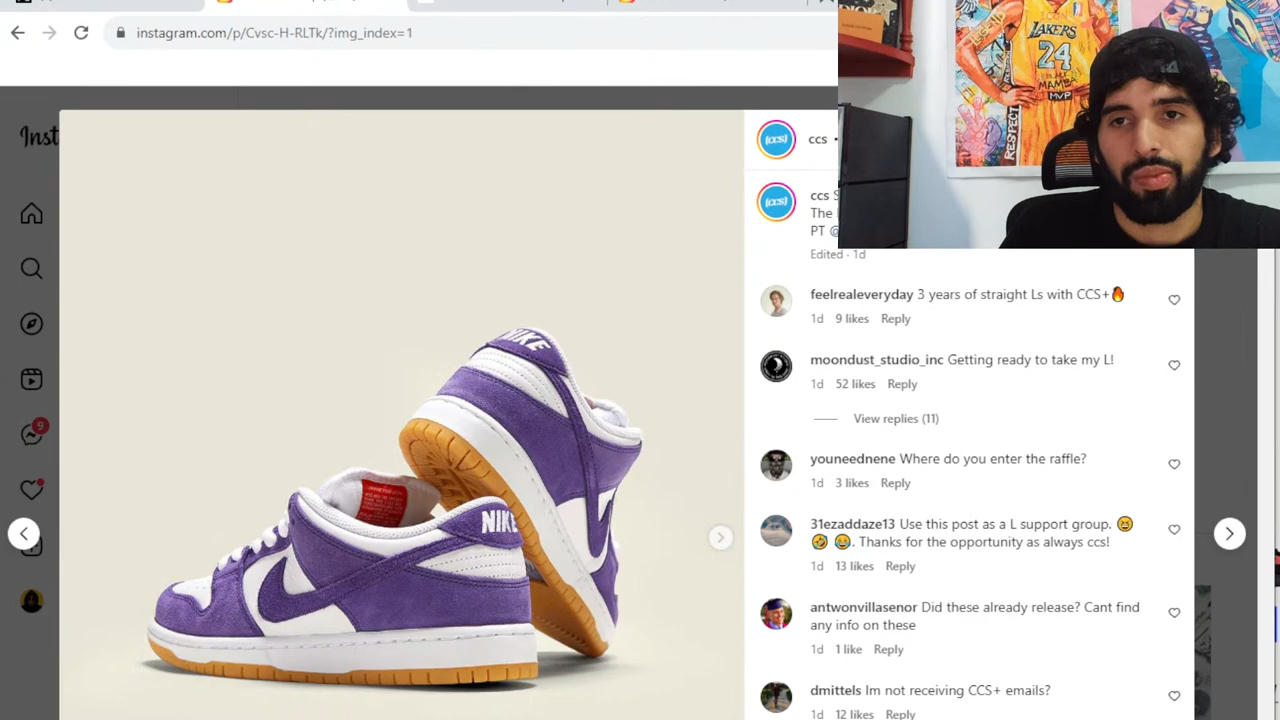 instagram.com/p/Cvsc-H-RLTk/?img_index=1
Inst
ICON
LAKERS
24
BLACK
MAMBA
MVP
RESPECT
(CCS)
ccs •
(CCS)
ccs S
The
PT @
Edited · 1d
feelrealeveryday 3 years of straight Ls with CCS+🔥
1d 9 likes Reply
moondust_studio_inc Getting ready to take my L!
1d 52 likes Reply
View replies (11)
9
youneednene Where do you enter the raffle?
1d 3 likes Reply
31ezaddaze13 Use this post as a L support group. 😆
🤣 😂. Thanks for the opportunity as always ccs!
1d 13 likes Reply
antwonvillasenor Did these already release? Cant find
any info on these
1d 1 like Reply
dmittels Im not receiving CCS+ emails?
1d 12 likes Reply
NIKE
NIKE